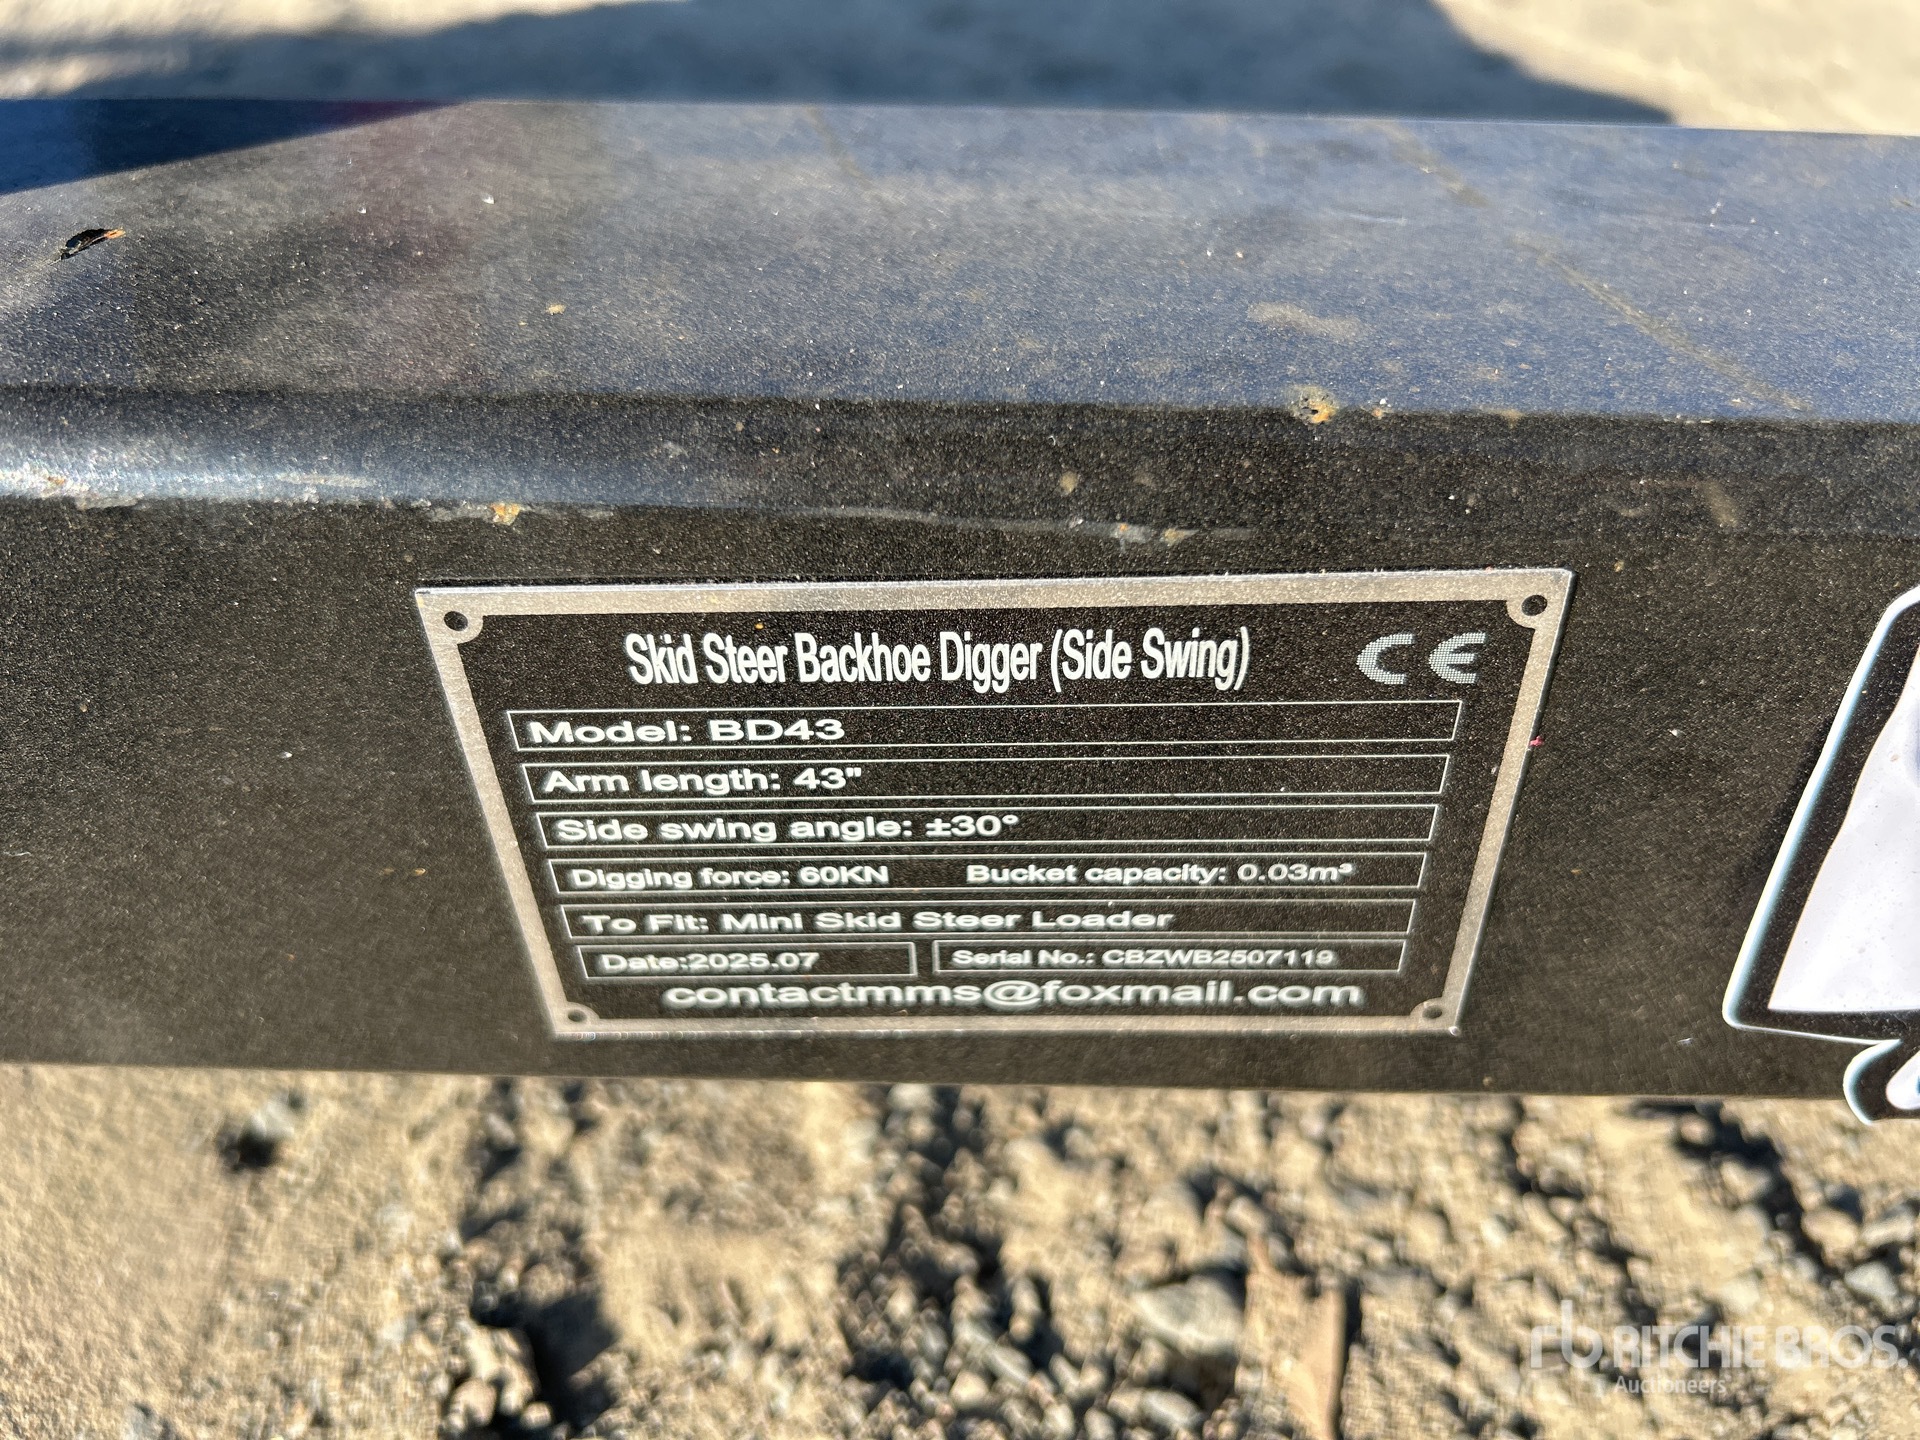 Skid Steer Backhoe Digger (Side Swing) CE
Model: BD43
Arm length: 43"
Side swing angle: ±30°
Digging force: 60KN Bucket capacity: 0.03m³
To Fit: Mini Skid Steer Loader
Date:2025.07 Serial No.: CBZWB2507119
contactmms@foxmail.com
rb RITCHIE BROS.
Auctioneers